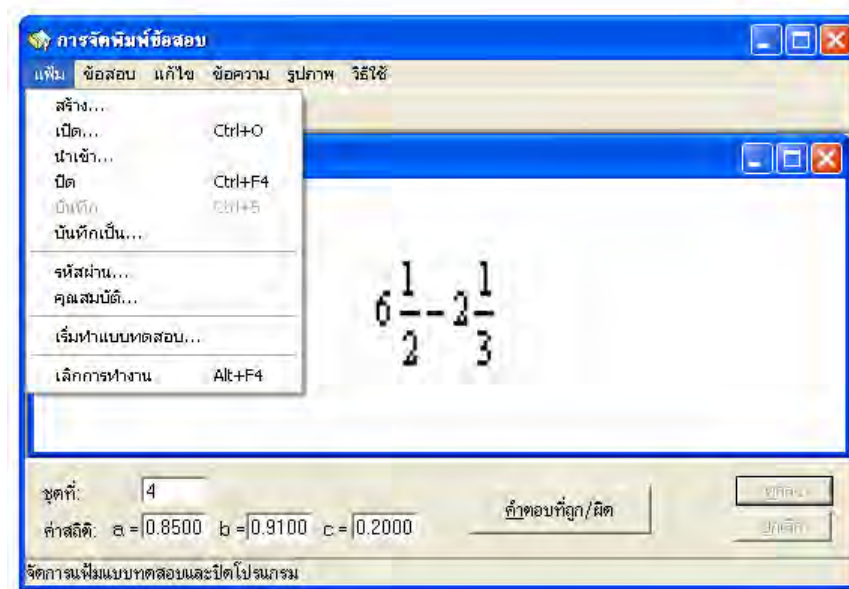 การจัดพิมพ์ข้อสอบ
แฟ้ม ข้อสอบ แก้ไข ข้อความ รูปภาพ วิธีใช้
สร้าง...
เปิด... Ctrl+O
นำเข้า...
ปิด Ctrl+F4
บันทึก Ctrl+S
บันทึกเป็น...
รหัสผ่าน...
คุณสมบัติ...
เริ่มทำแบบทดสอบ...
เลิกการทำงาน Alt+F4
6 1/2 - 2 1/3
ชุดที่: 4
คำตอบที่ถูก/ผิด
ค่าสถิติ: a = 0.8500 b = 0.9100 c = 0.2000
ยกเลิก
จัดการแฟ้มแบบทดสอบและปิดโปรแกรม